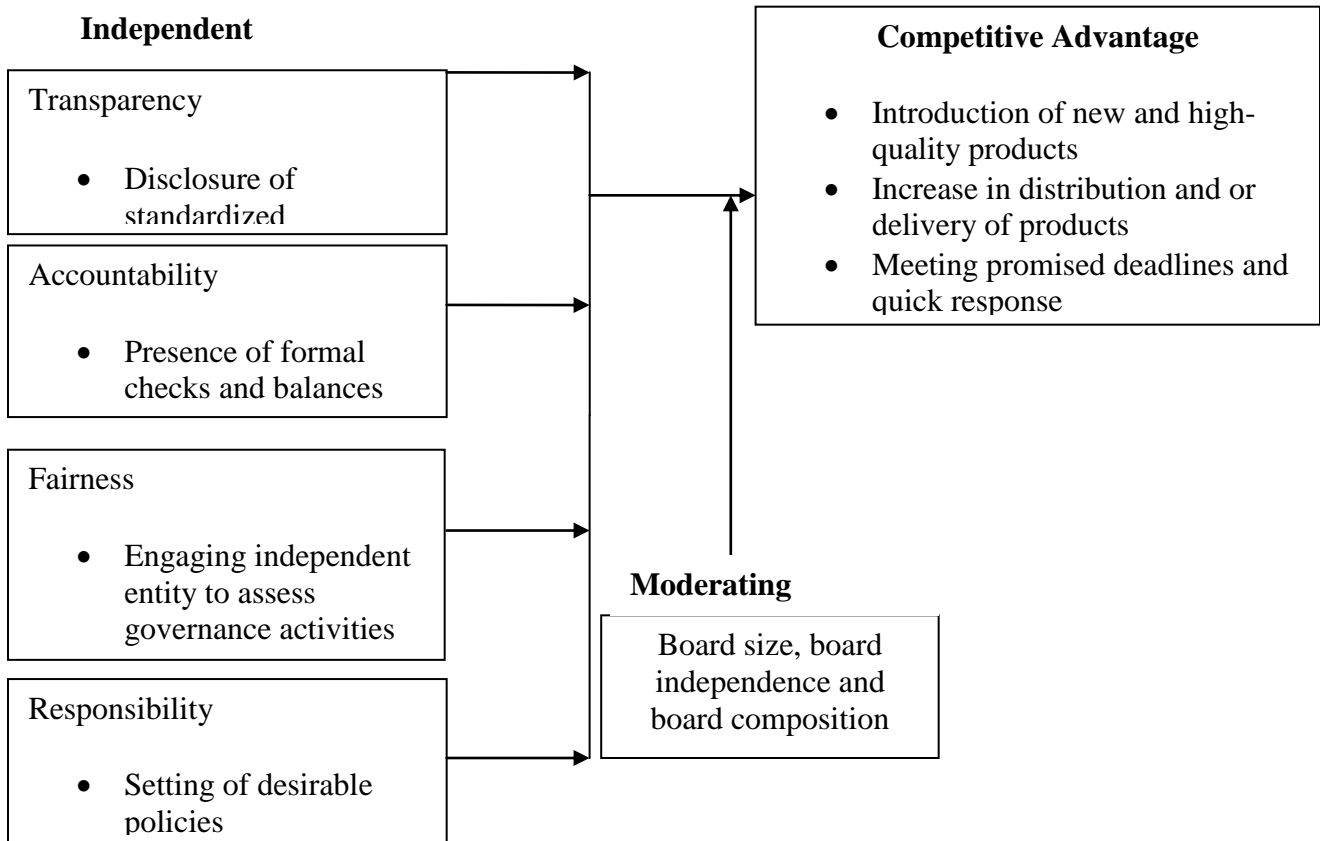 Independent
Transparency
• Disclosure of
standardized
Accountability
• Presence of formal
checks and balances
Fairness
• Engaging independent
entity to assess
governance activities
Responsibility
• Setting of desirable
policies
Competitive Advantage
• Introduction of new and high-
quality products
• Increase in distribution and or
delivery of products
• Meeting promised deadlines and
quick response
Moderating
Board size, board
independence and
board composition